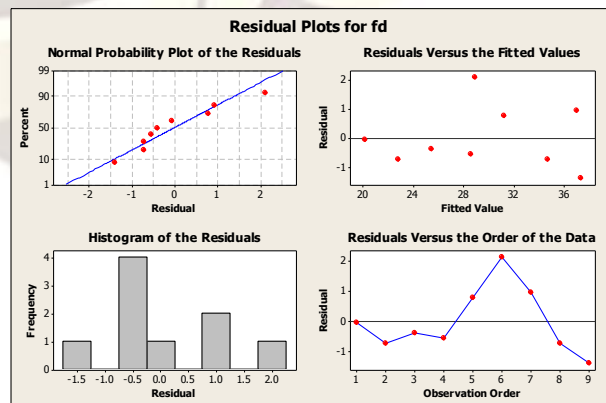 Residual Plots for fd
Normal Probability Plot of the Residuals
99
90
50
10
1
Percent
-2 -1 0 1 2
Residual
Residuals Versus the Fitted Values
2
1
0
-1
Residual
20 24 28 32 36
Fitted Value
Histogram of the Residuals
4
3
2
1
0
Frequency
-1.5 -1.0 -0.5 0.0 0.5 1.0 1.5 2.0
Residual
Residuals Versus the Order of the Data
2
1
0
-1
Residual
1 2 3 4 5 6 7 8 9
Observation Order